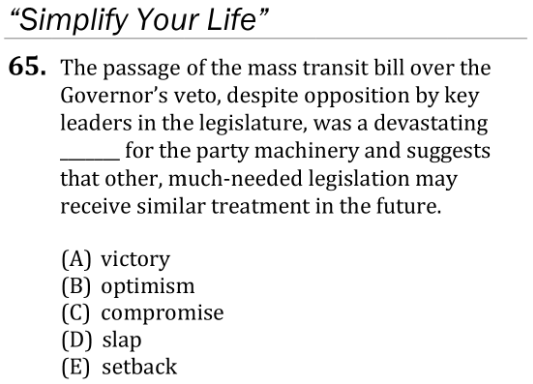 “Simplify Your Life”
65. The passage of the mass transit bill over the
Governor’s veto, despite opposition by key
leaders in the legislature, was a devastating
______ for the party machinery and suggests
that other, much-needed legislation may
receive similar treatment in the future.
(A) victory
(B) optimism
(C) compromise
(D) slap
(E) setback